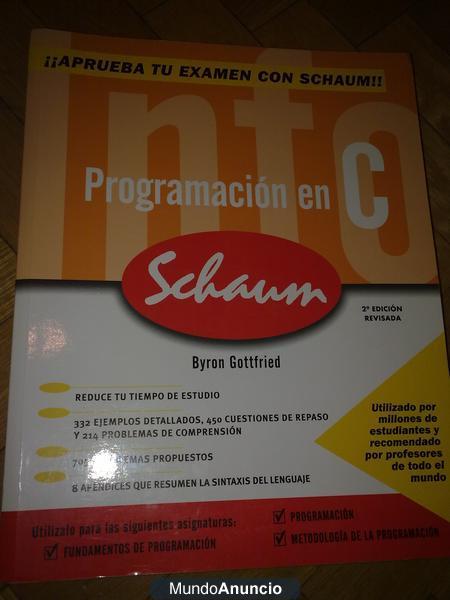 Info
¡¡APRUEBA TU EXAMEN CON SCHAUM!!
Programación en C
Schaum
2ª EDICIÓN
REVISADA
Byron Gottfried
REDUCE TU TIEMPO DE ESTUDIO
332 EJEMPLOS DETALLADOS, 450 CUESTIONES DE REPASO
Y 214 PROBLEMAS DE COMPRENSIÓN
PROPUESTOS
8 APÉNDICES QUE RESUMEN LA SINTAXIS DEL LENGUAJE
Utilizado por
millones de
estudiantes y
recomendado
por profesores
de todo el
mundo
Utilízalo para las siguientes asignaturas:
FUNDAMENTOS DE PROGRAMACIÓN
PROGRAMACIÓN
METODOLOGÍA DE LA PROGRAMACIÓN
MundoAnuncio